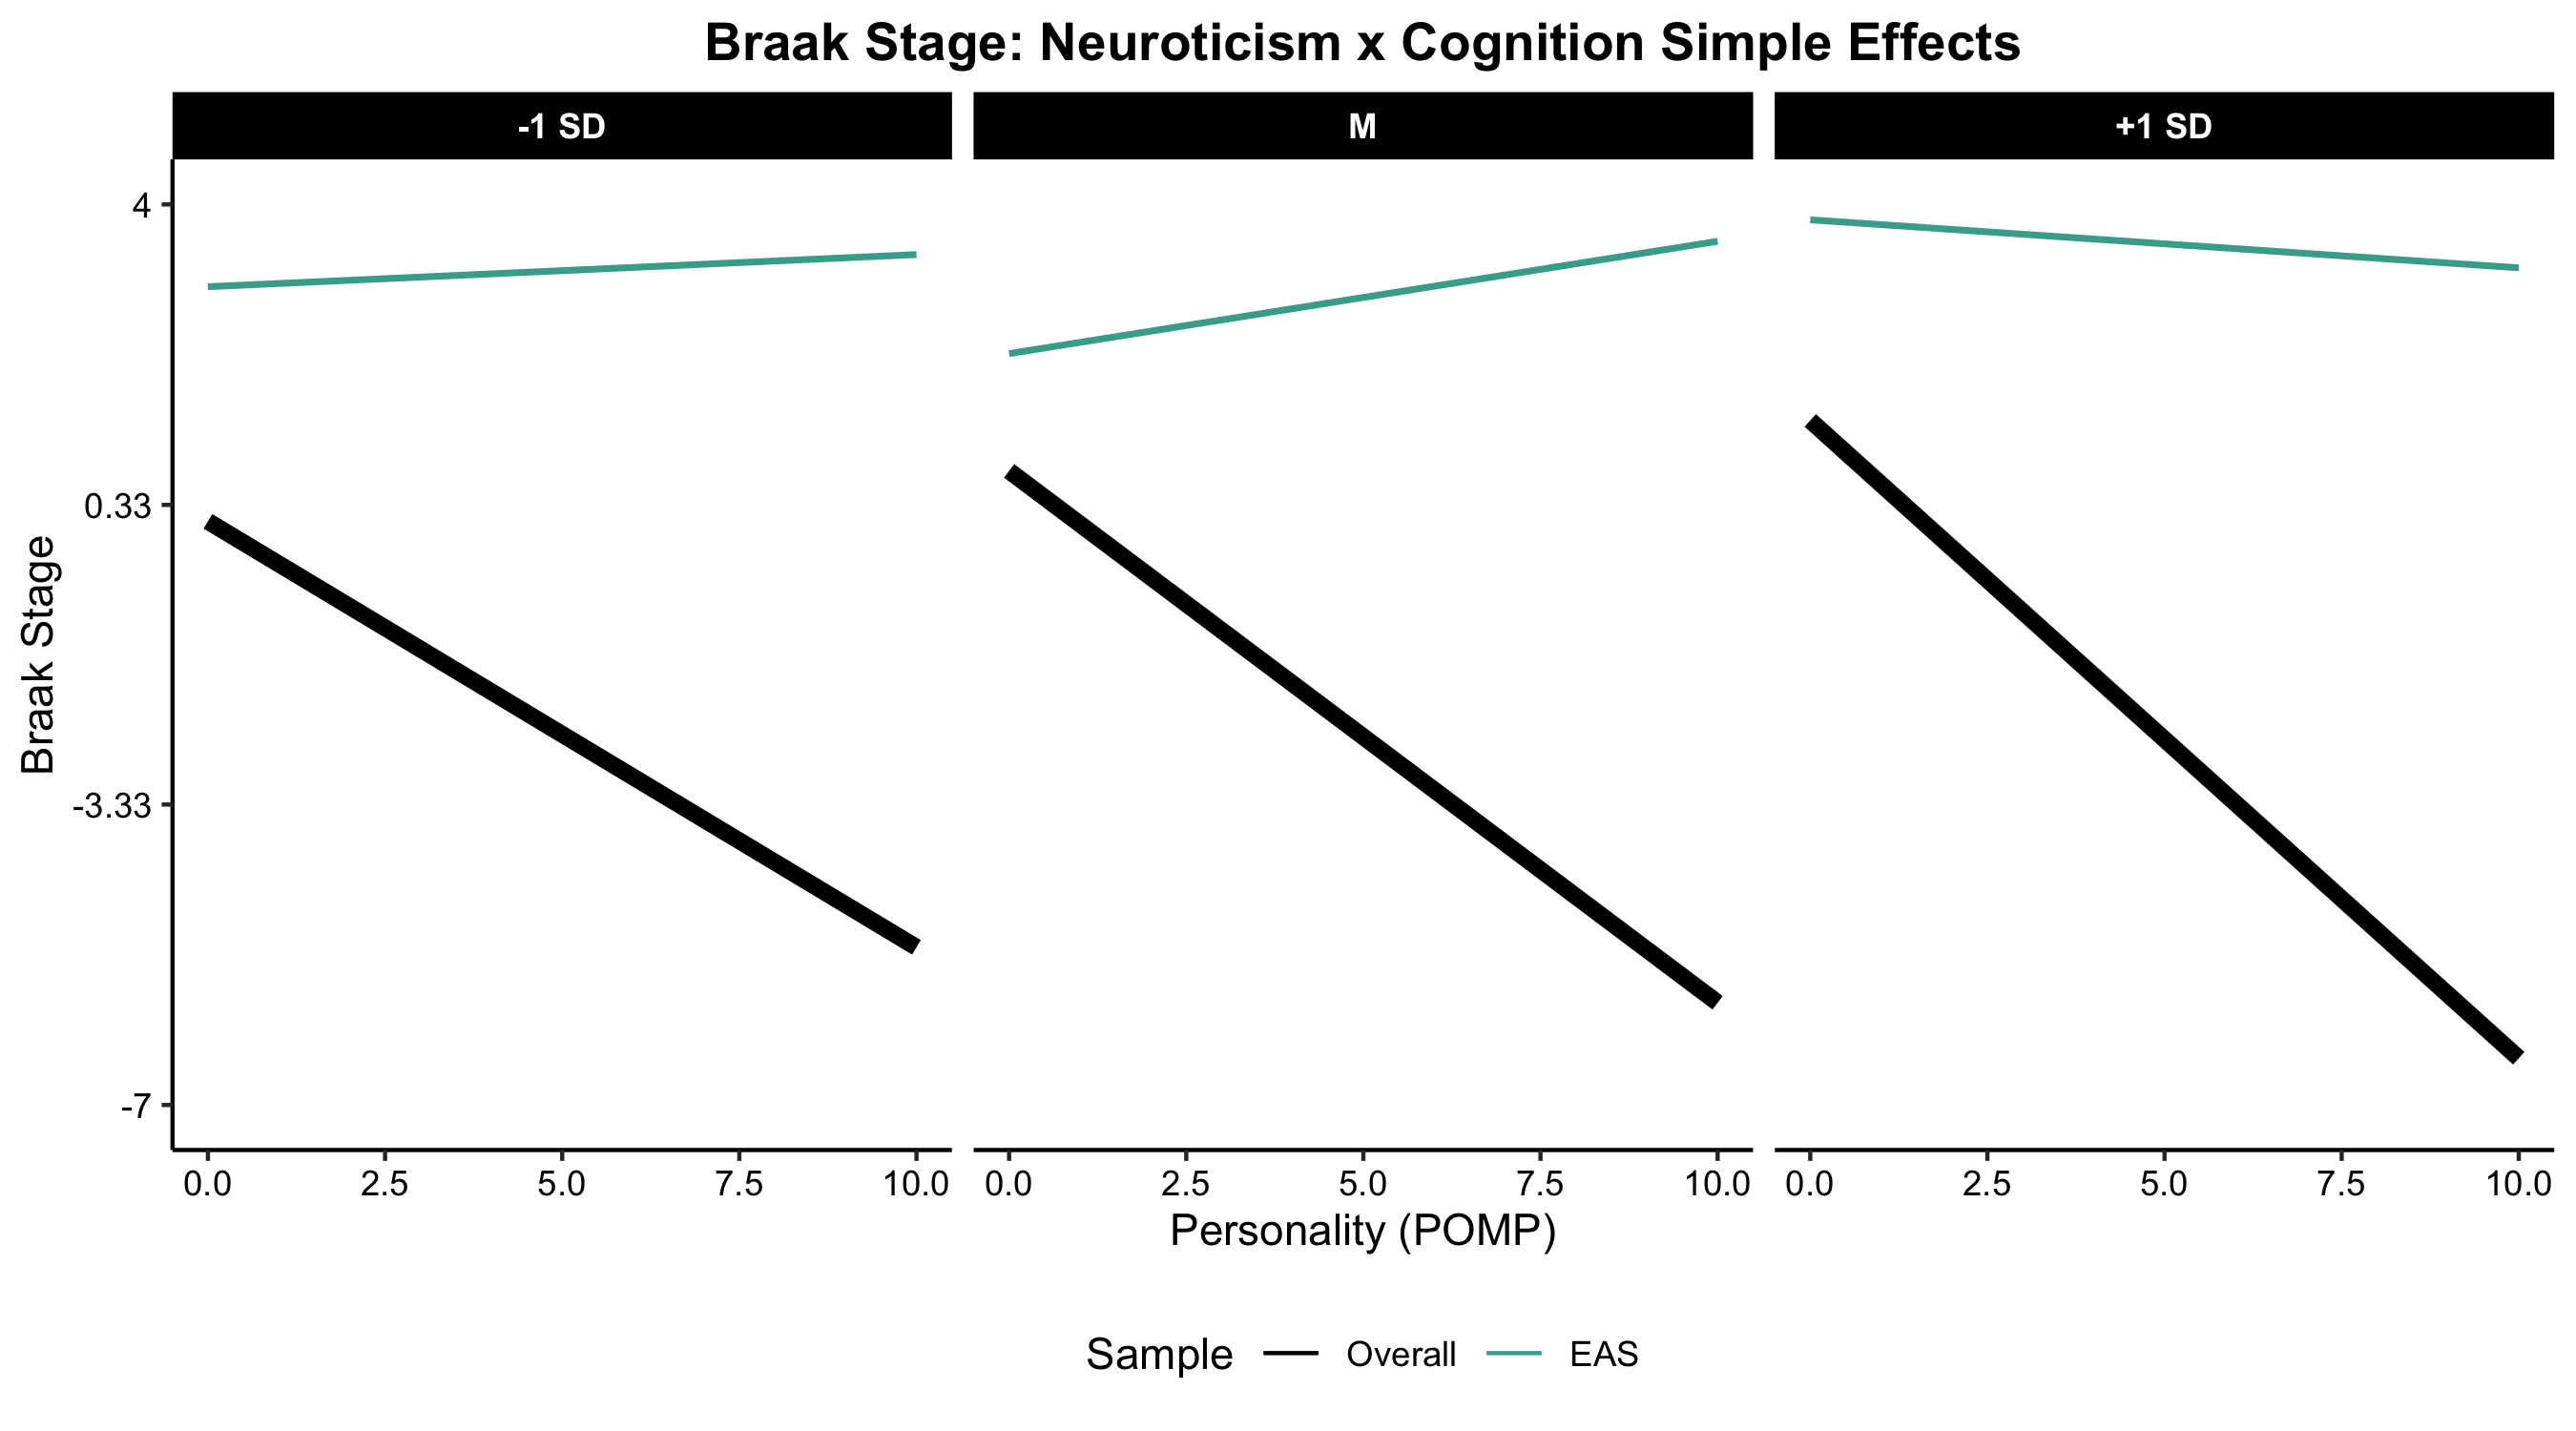 Braak Stage: Neuroticism x Cognition Simple Effects
-1 SD M +1 SD
4
0.33
-3.33
-7
Braak Stage
0.0 2.5 5.0 7.5 10.0 0.0 2.5 5.0 7.5 10.0 0.0 2.5 5.0 7.5 10.0
Personality (POMP)
Sample Overall EAS